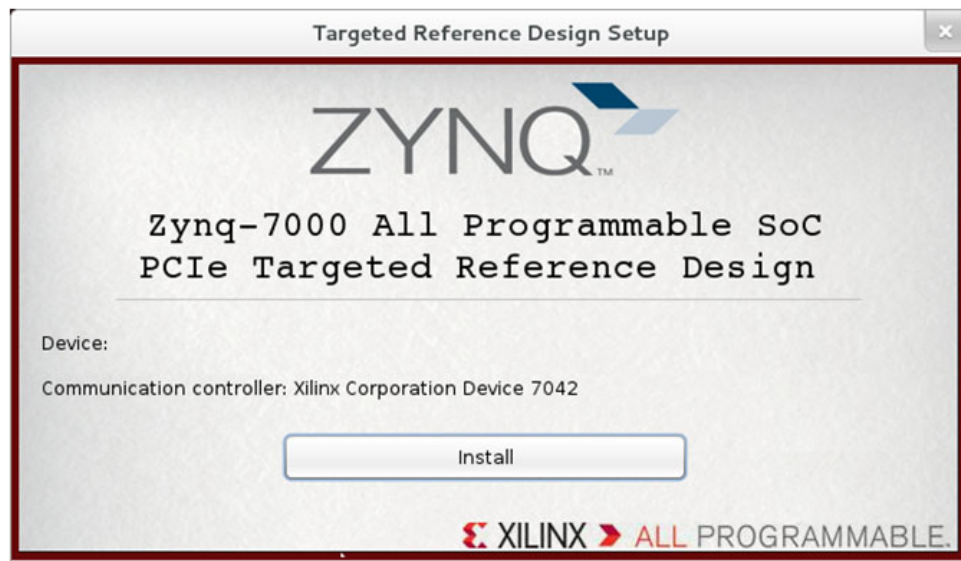 Targeted Reference Design Setup
ZYNQ™
Zynq-7000 All Programmable SoC
PCIe Targeted Reference Design
Device:
Communication controller: Xilinx Corporation Device 7042
Install
XILINX ALL PROGRAMMABLE.